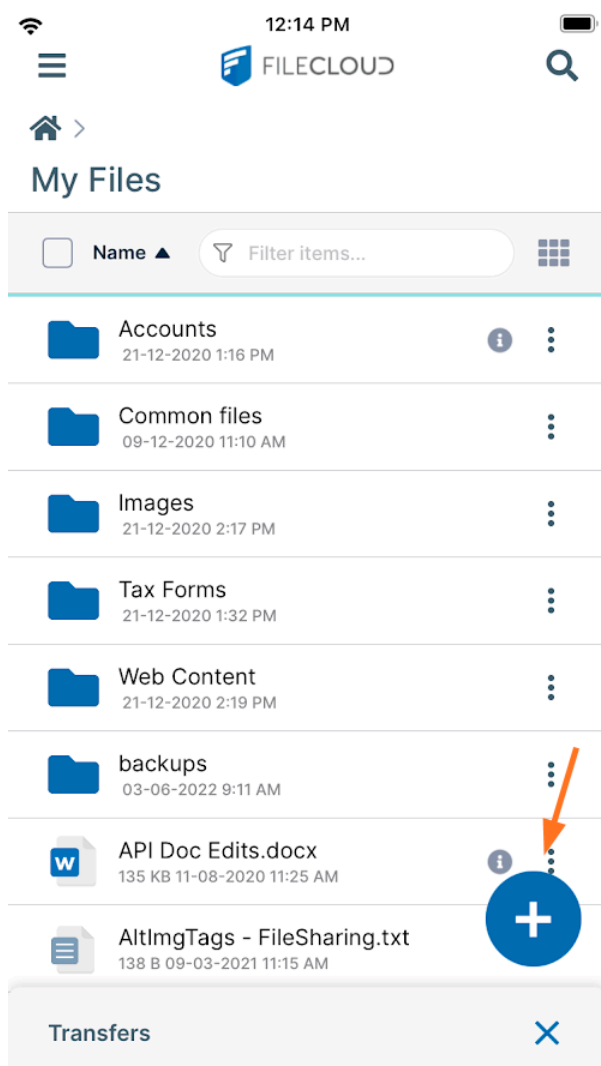 12:14 PM
FILECLOUD
My Files
Name ▲ Filter items...
Accounts
21-12-2020 1:16 PM
Common files
09-12-2020 11:10 AM
Images
21-12-2020 2:17 PM
Tax Forms
21-12-2020 1:32 PM
Web Content
21-12-2020 2:19 PM
backups
03-06-2022 9:11 AM
API Doc Edits.docx
135 KB 11-08-2020 11:25 AM
AltImgTags - FileSharing.txt
138 B 09-03-2021 11:15 AM
Transfers